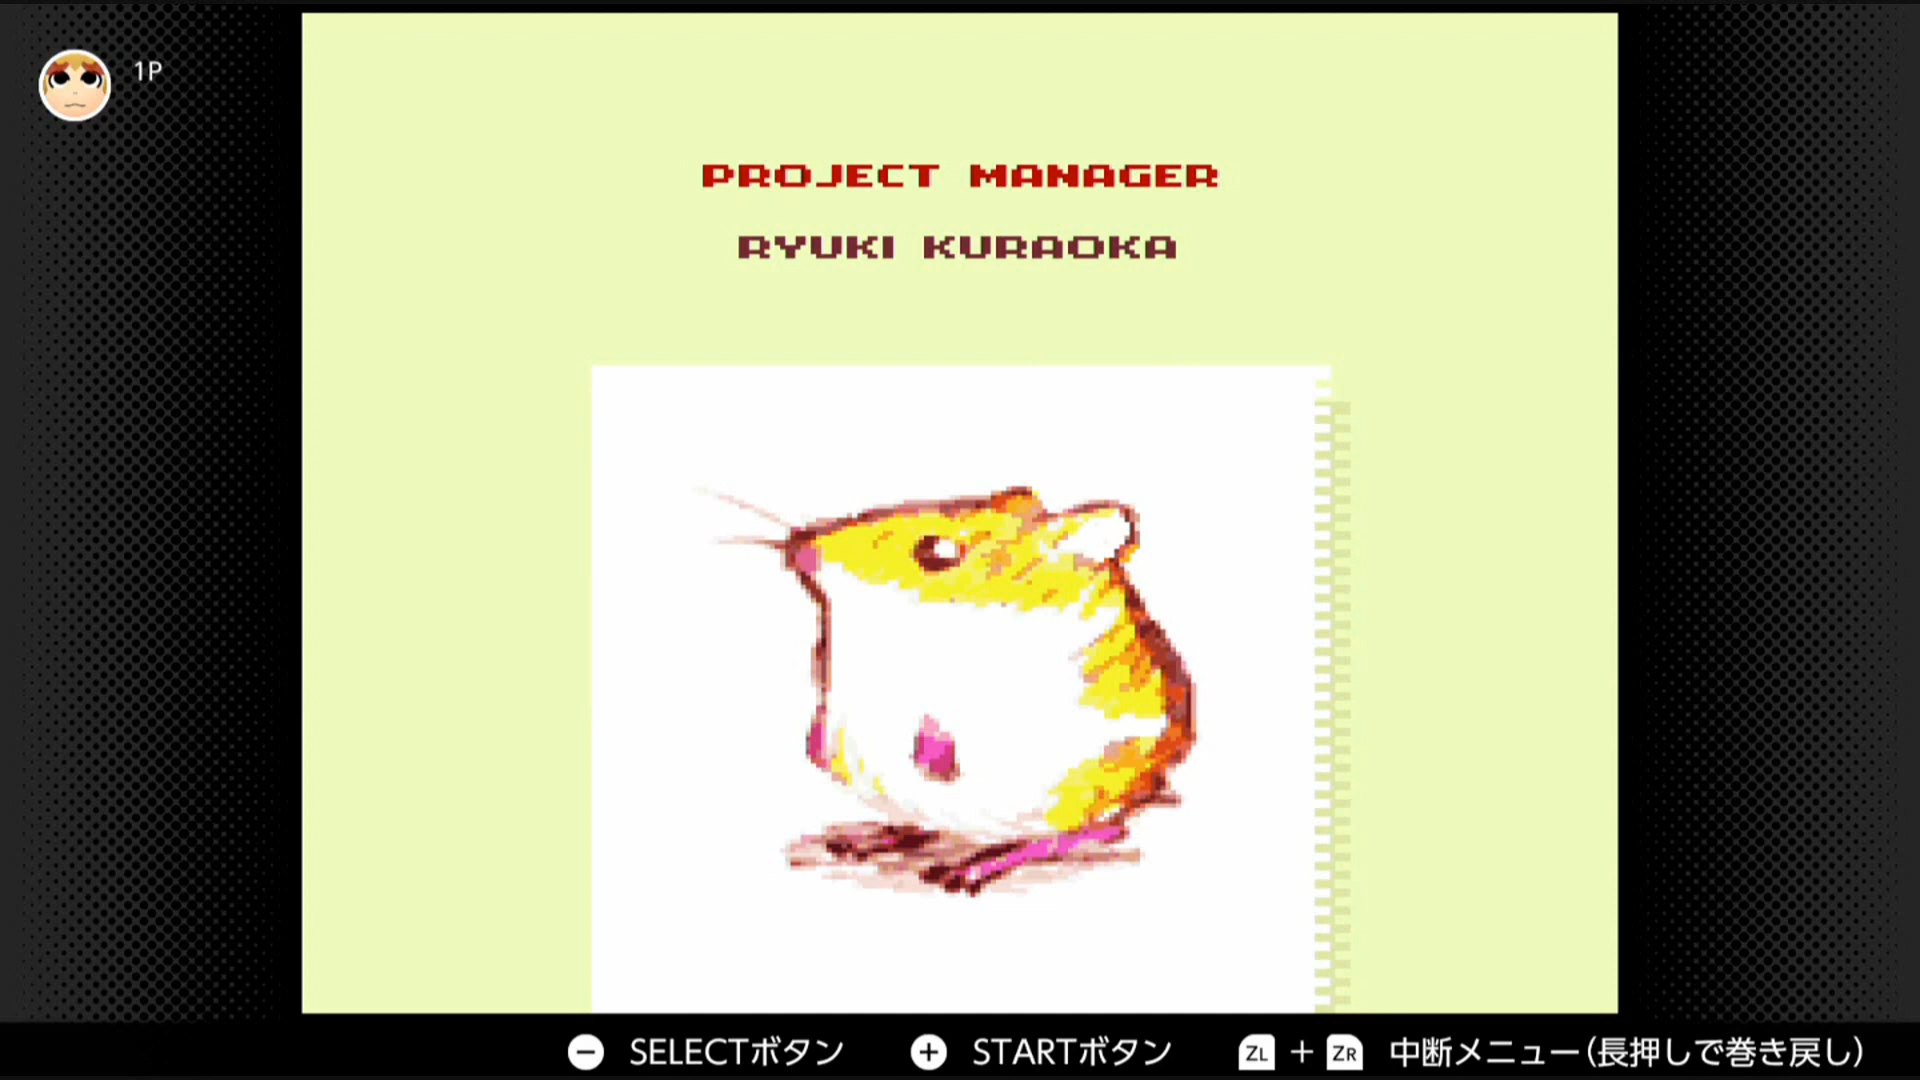 1P
PROJECT MANAGER
RYUKI KURAOKA
− SELECTボタン + STARTボタン ZL + ZR 中断メニュー(長押しで巻き戻し)